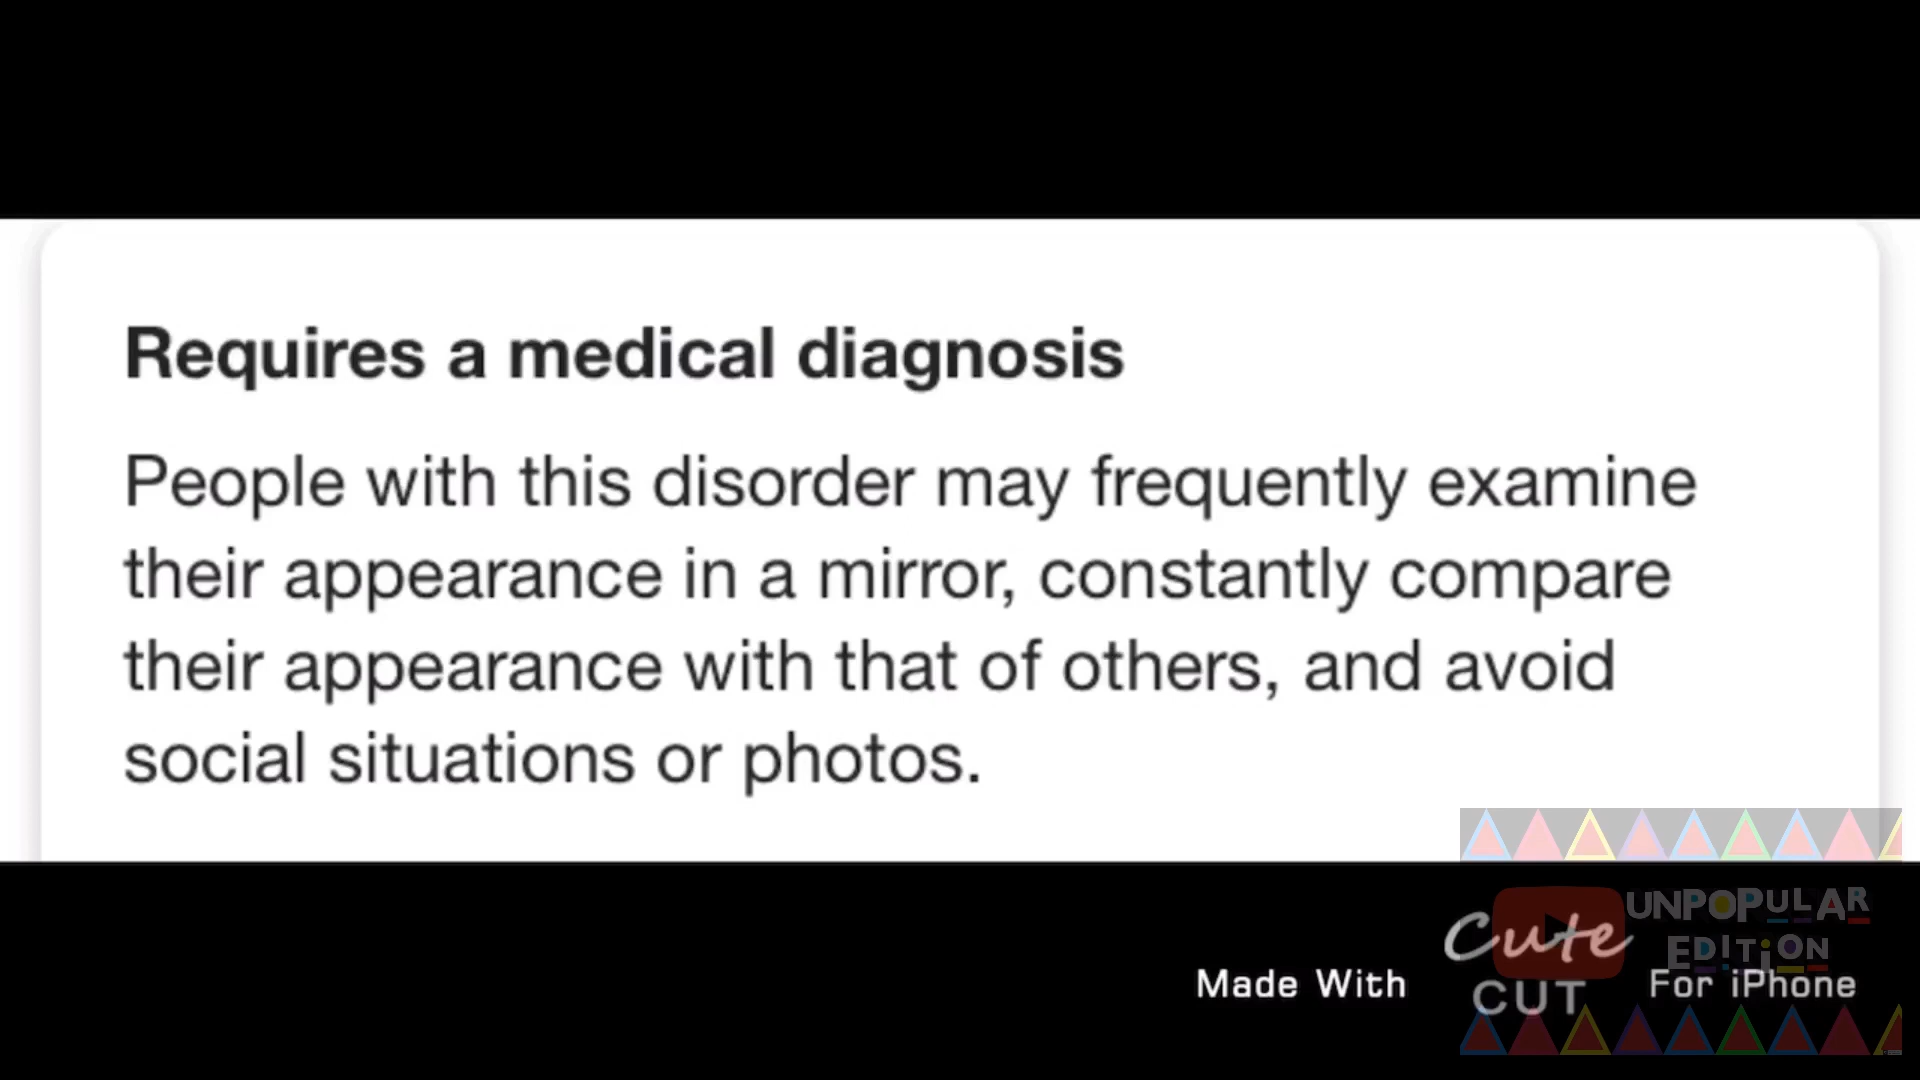 Requires a medical diagnosis
People with this disorder may frequently examine
their appearance in a mirror, constantly compare
their appearance with that of others, and avoid
social situations or photos.
UNPOPULAR
EDITION
Made With Cute CUT For iPhone